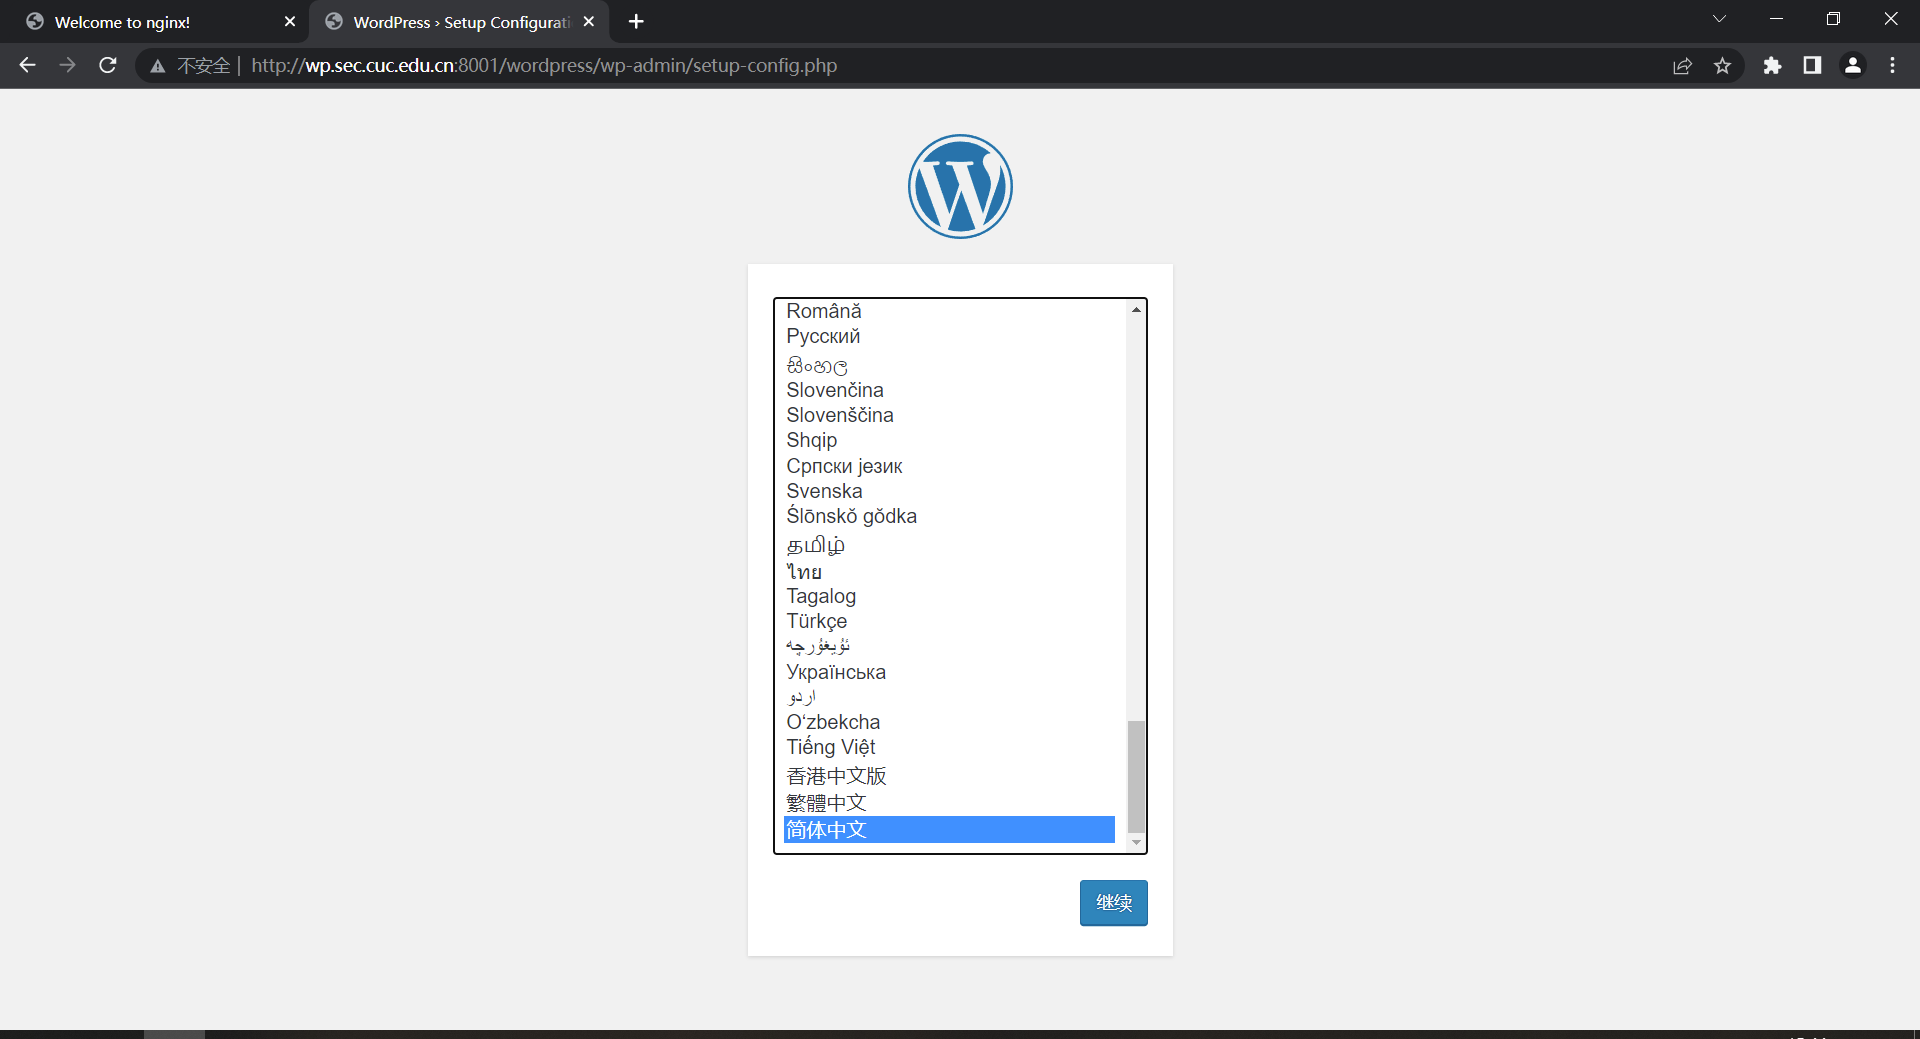 Welcome to nginx!
WordPress › Setup Configurati
不安全 | http://wp.sec.cuc.edu.cn:8001/wordpress/wp-admin/setup-config.php
Română
Русский
සිංහල
Slovenčina
Slovenščina
Shqip
Српски језик
Svenska
Ślōnskŏ gŏdka
தமிழ்
ไทย
Tagalog
Türkçe
ئۇيغۇرچە
Українська
اردو
O‘zbekcha
Tiếng Việt
香港中文版
繁體中文
简体中文
继续